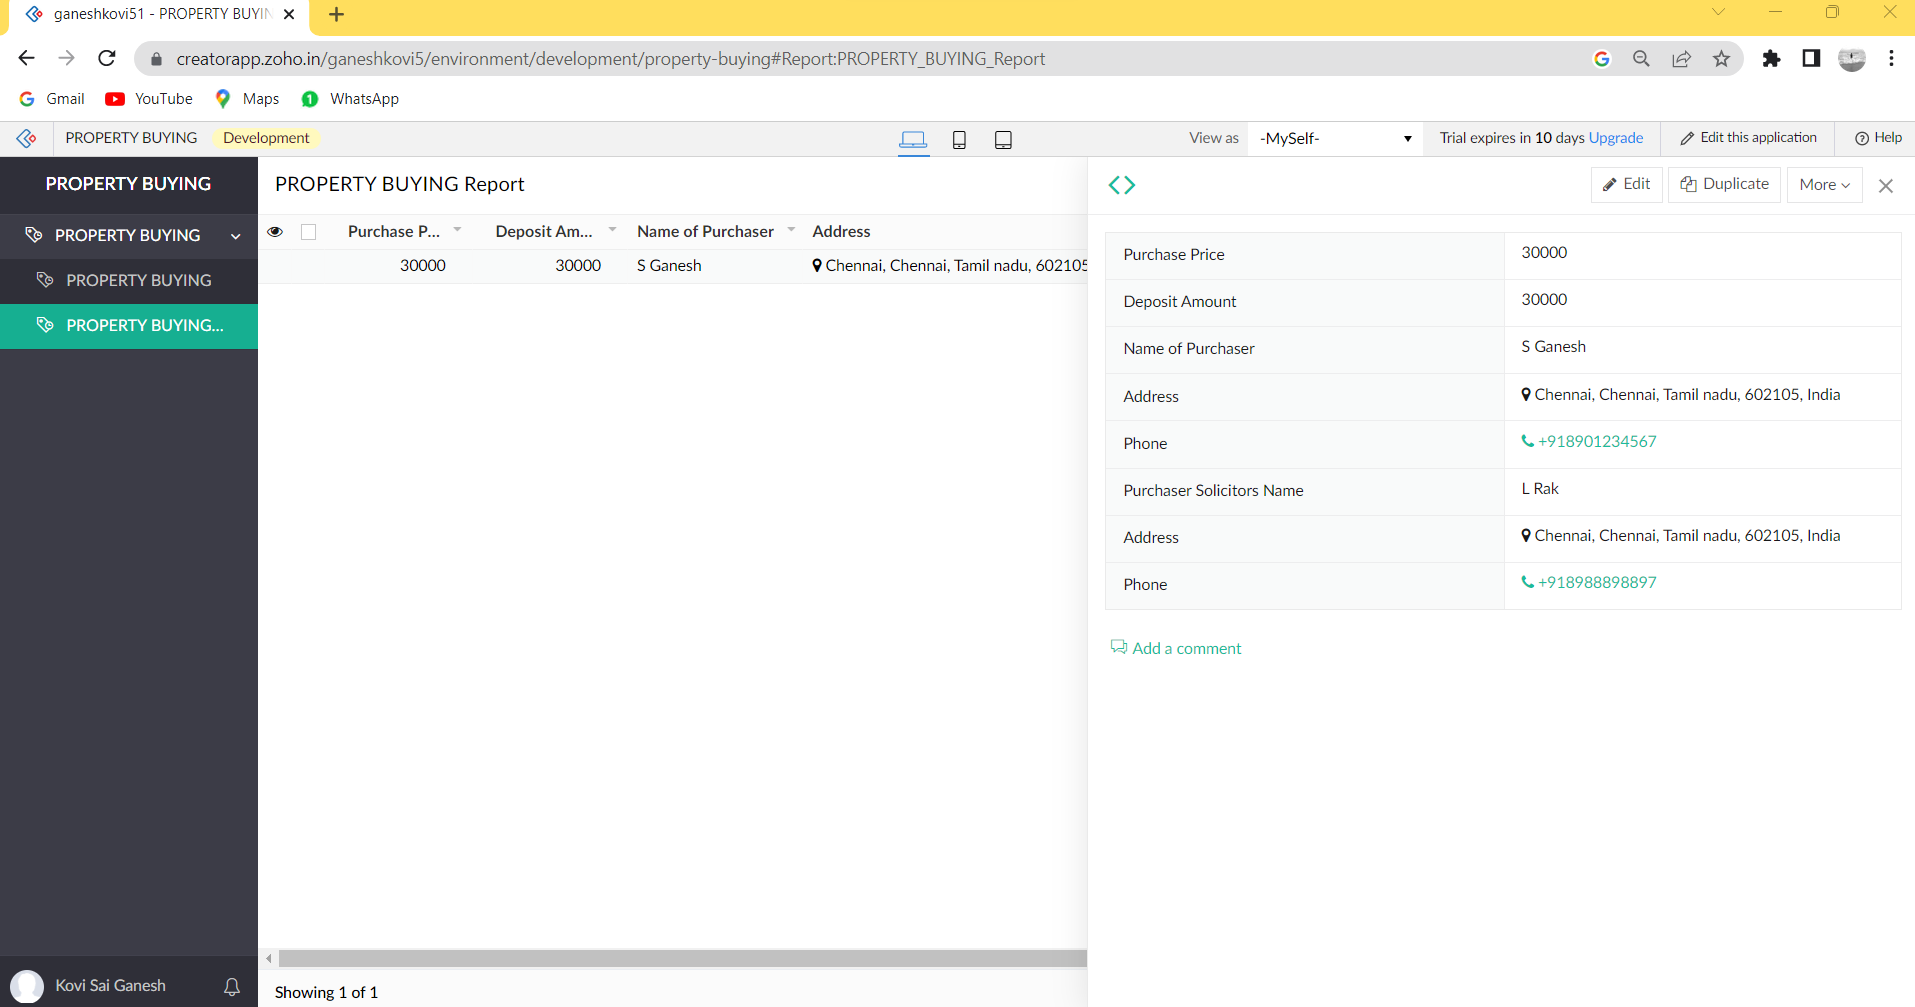 ganeshkovi51 - PROPERTY BUYIN
creatorapp.zoho.in/ganeshkovi5/environment/development/property-buying#Report:PROPERTY_BUYING_Report
Gmail YouTube Maps 1 WhatsApp
PROPERTY BUYING Development View as -MySelf- Trial expires in 10 days Upgrade Edit this application Help
PROPERTY BUYING
PROPERTY BUYING
PROPERTY BUYING
PROPERTY BUYING...
Kovi Sai Ganesh
PROPERTY BUYING Report
Purchase P... Deposit Am... Name of Purchaser Address
30000 30000 S Ganesh Chennai, Chennai, Tamil nadu, 602105
Showing 1 of 1
Edit Duplicate More
Purchase Price 30000
Deposit Amount 30000
Name of Purchaser S Ganesh
Address Chennai, Chennai, Tamil nadu, 602105, India
Phone +918901234567
Purchaser Solicitors Name L Rak
Address Chennai, Chennai, Tamil nadu, 602105, India
Phone +918988898897
Add a comment